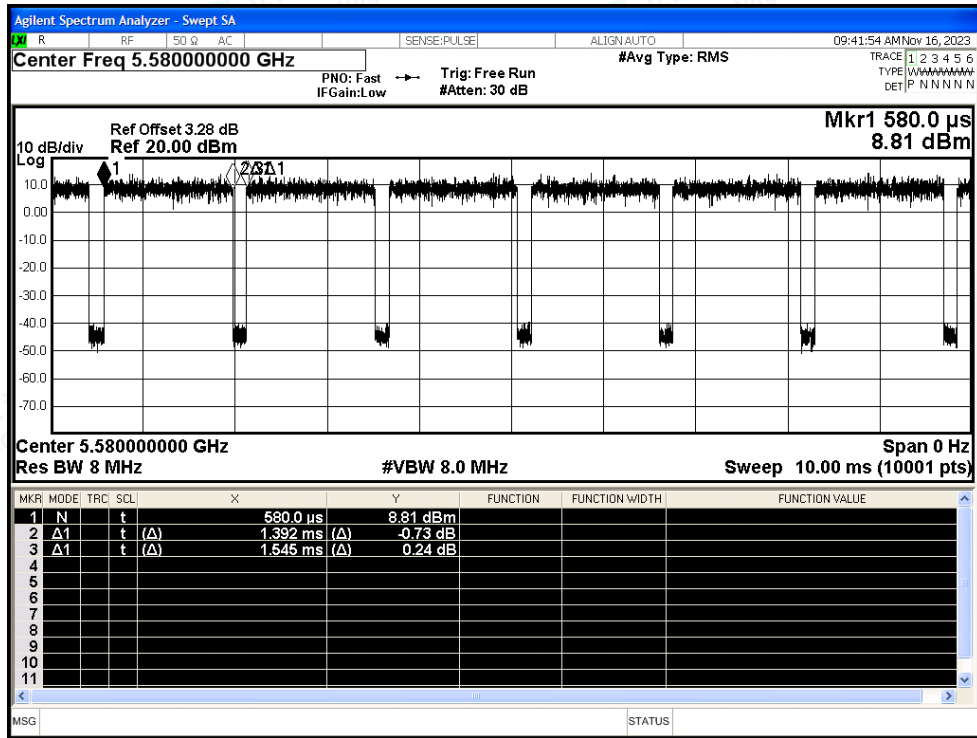 Agilent Spectrum Analyzer - Swept SA
LXI R RF 50 Ω AC SENSE:PULSE ALIGN AUTO 09:41:54 AM Nov 16, 2023
Center Freq 5.580000000 GHz
PNO: Fast
IFGain:Low
Trig: Free Run
#Atten: 30 dB
#Avg Type: RMS
TRACE 1 2 3 4 5 6
TYPE
DET P N N N N N
Mkr1 580.0 µs
8.81 dBm
Ref Offset 3.28 dB
10 dB/div Ref 20.00 dBm
Log
1 Δ1
10.0
0.00
-10.0
-20.0
-30.0
-40.0
-50.0
-60.0
-70.0
Center 5.580000000 GHz Span 0 Hz
Res BW 8 MHz #VBW 8.0 MHz Sweep 10.00 ms (10001 pts)
MKR MODE TRC SCL X Y FUNCTION FUNCTION WIDTH FUNCTION VALUE
1 N t 580.0 µs 8.81 dBm
2 Δ1 t (Δ) 1.392 ms (Δ) -0.73 dB
3 Δ1 t (Δ) 1.545 ms (Δ) 0.24 dB
4
5
6
7
8
9
10
11
MSG STATUS